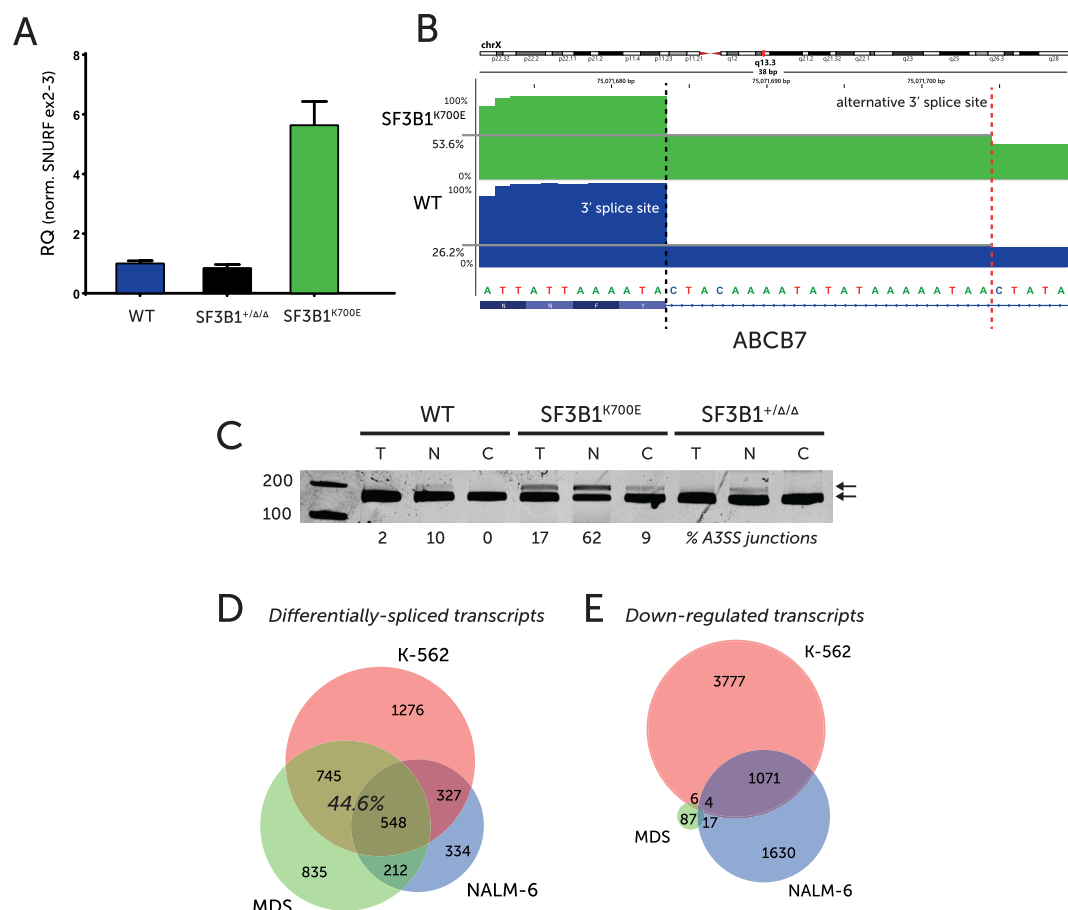 A
RQ (norm. SNURF ex2-3)
8
6
4
2
0
WT
SF3B1+/Δ/Δ
SF3B1K700E
B
chrX
p22.32 p22.2 p22.11 p21.2 p11.4 p11.23 p11.21 q12 q13.3 q21.2 q21.32 q22.1 q23 q25 q26.3 q28
38 bp
75,071,680 bp 75,071,690 bp 75,071,700 bp
100%
alternative 3′ splice site
SF3B1K700E
53.6%
0%
100%
WT
3′ splice site
26.2%
0%
A T T A T T A A A A T A C T A C A A A A T A T A T A A A A A T A A C T A T A
N N F Y
ABCB7
C
WT SF3B1K700E SF3B1+/Δ/Δ
T N C T N C T N C
200
100
2 10 0 17 62 9 % A3SS junctions
D
Differentially-spliced transcripts
K-562
1276
745
44.6%
327
548
334
835
212
NALM-6
MDS
E
Down-regulated transcripts
K-562
3777
1071
6 4
87 17
MDS
1630
NALM-6